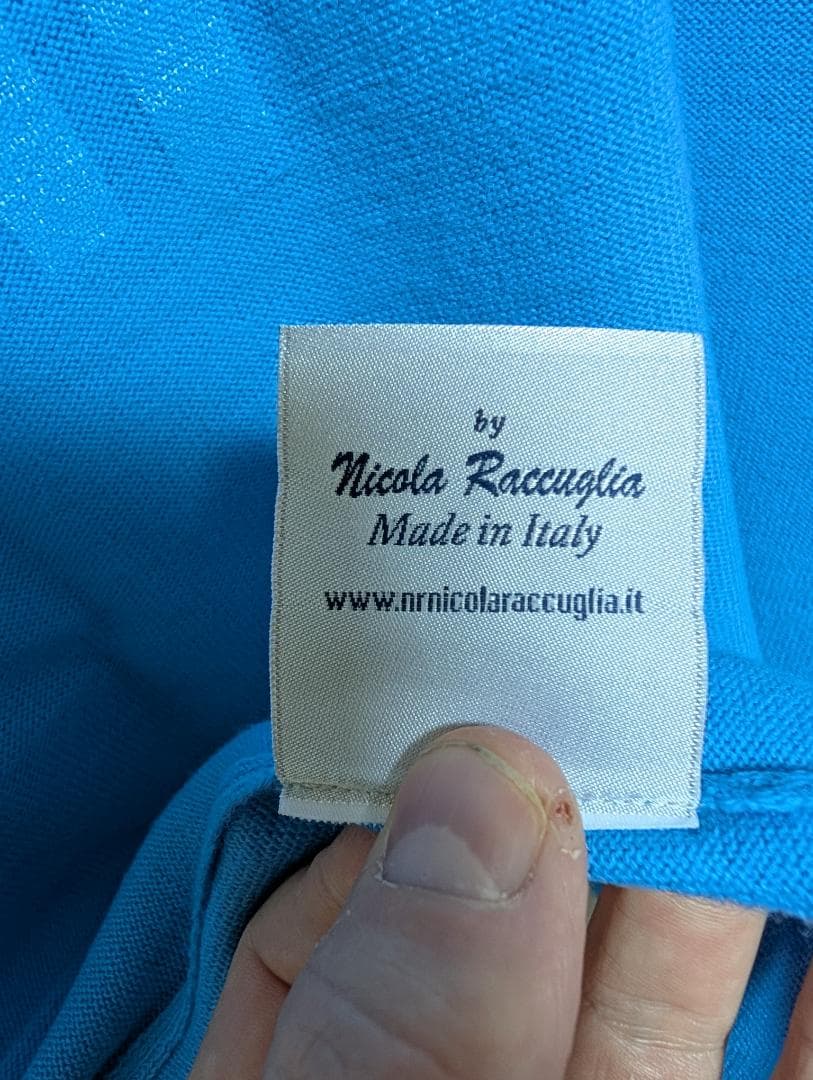 by
Nicola Raccuglia
Made in Italy
www.nrnicolaraccuglia.it